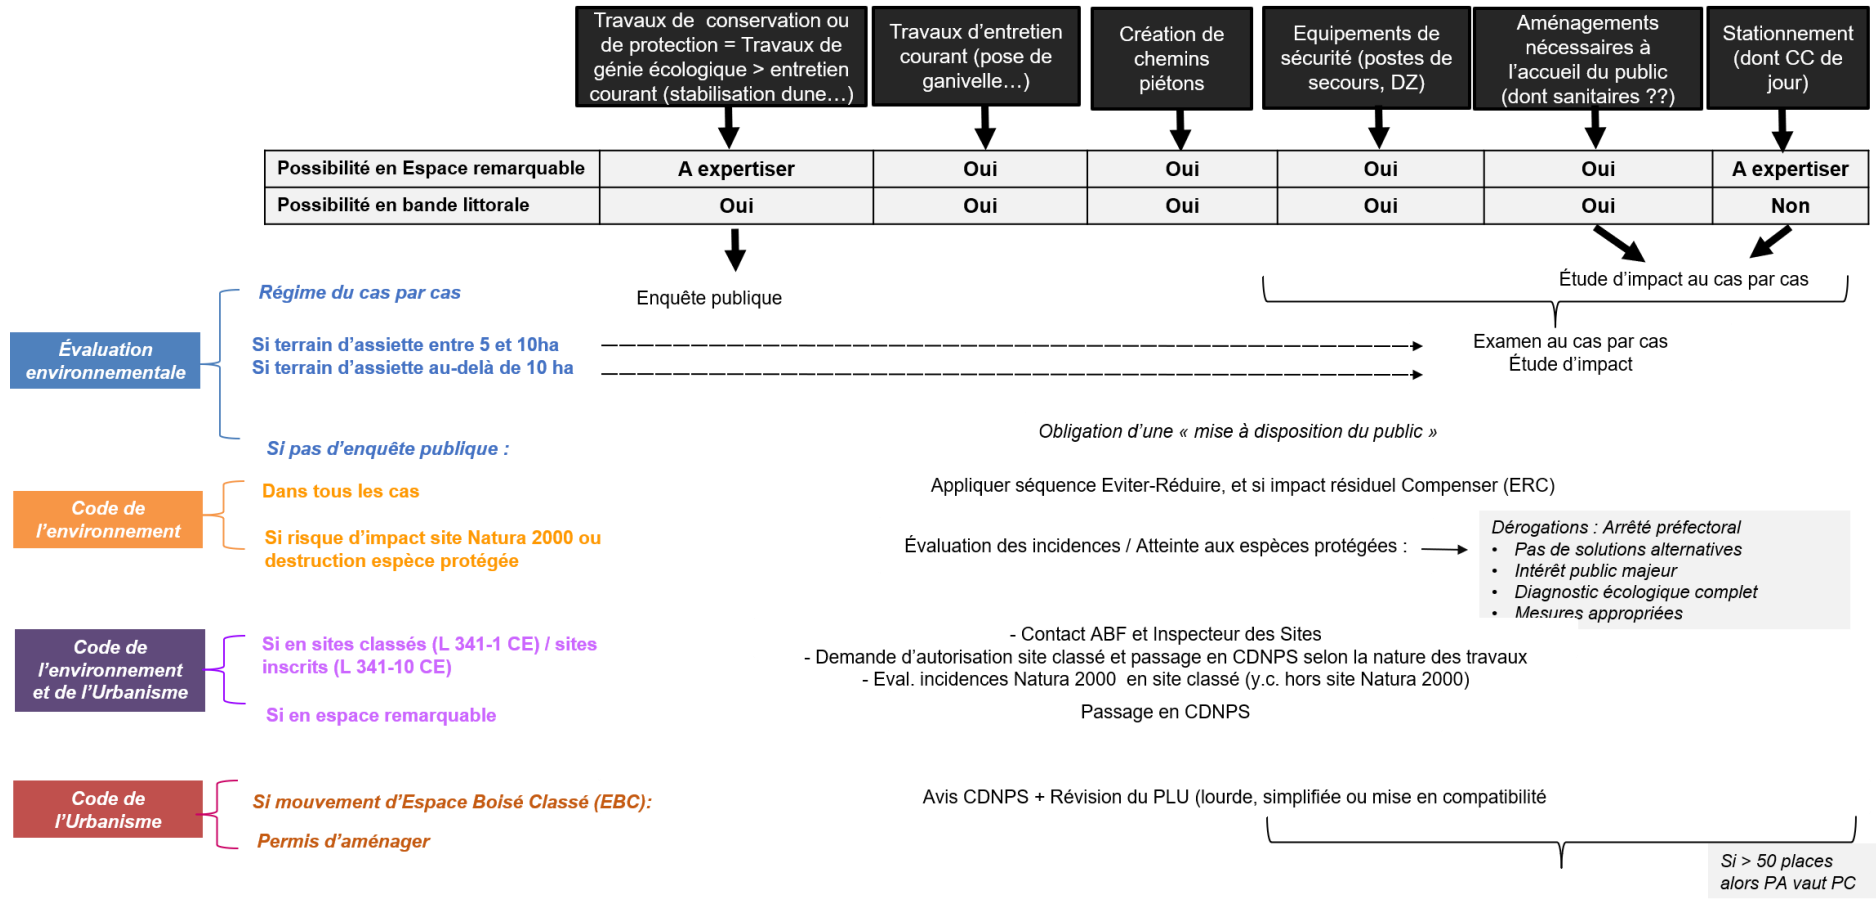 Travaux de conservation ou
de protection = Travaux de
génie écologique > entretien
courant (stabilisation dune…)
Travaux d’entretien
courant (pose de
ganivelle…)
Création de
chemins
piétons
Equipements de
sécurité (postes de
secours, DZ)
Aménagements
nécessaires à
l’accueil du public
(dont sanitaires ??)
Stationnement
(dont CC de
jour)
Possibilité en Espace remarquable A expertiser Oui Oui Oui Oui A expertiser
Possibilité en bande littorale Oui Oui Oui Oui Oui Non
Évaluation
environnementale
Régime du cas par cas
Enquête publique
Étude d’impact au cas par cas
Si terrain d’assiette entre 5 et 10ha
Si terrain d’assiette au-delà de 10 ha
Examen au cas par cas
Étude d’impact
Si pas d’enquête publique :
Obligation d’une « mise à disposition du public »
Code de
l’environnement
Dans tous les cas
Appliquer séquence Eviter-Réduire, et si impact résiduel Compenser (ERC)
Si risque d’impact site Natura 2000 ou
destruction espèce protégée
Évaluation des incidences / Atteinte aux espèces protégées :
Dérogations : Arrêté préfectoral
• Pas de solutions alternatives
• Intérêt public majeur
• Diagnostic écologique complet
• Mesures appropriées
Code de
l’environnement
et de l’Urbanisme
Si en sites classés (L 341-1 CE) / sites
inscrits (L 341-10 CE)
- Contact ABF et Inspecteur des Sites
- Demande d’autorisation site classé et passage en CDNPS selon la nature des travaux
- Eval. incidences Natura 2000 en site classé (y.c. hors site Natura 2000)
Si en espace remarquable
Passage en CDNPS
Code de
l’Urbanisme
Si mouvement d’Espace Boisé Classé (EBC):
Avis CDNPS + Révision du PLU (lourde, simplifiée ou mise en compatibilité
Permis d’aménager
Si > 50 places
alors PA vaut PC